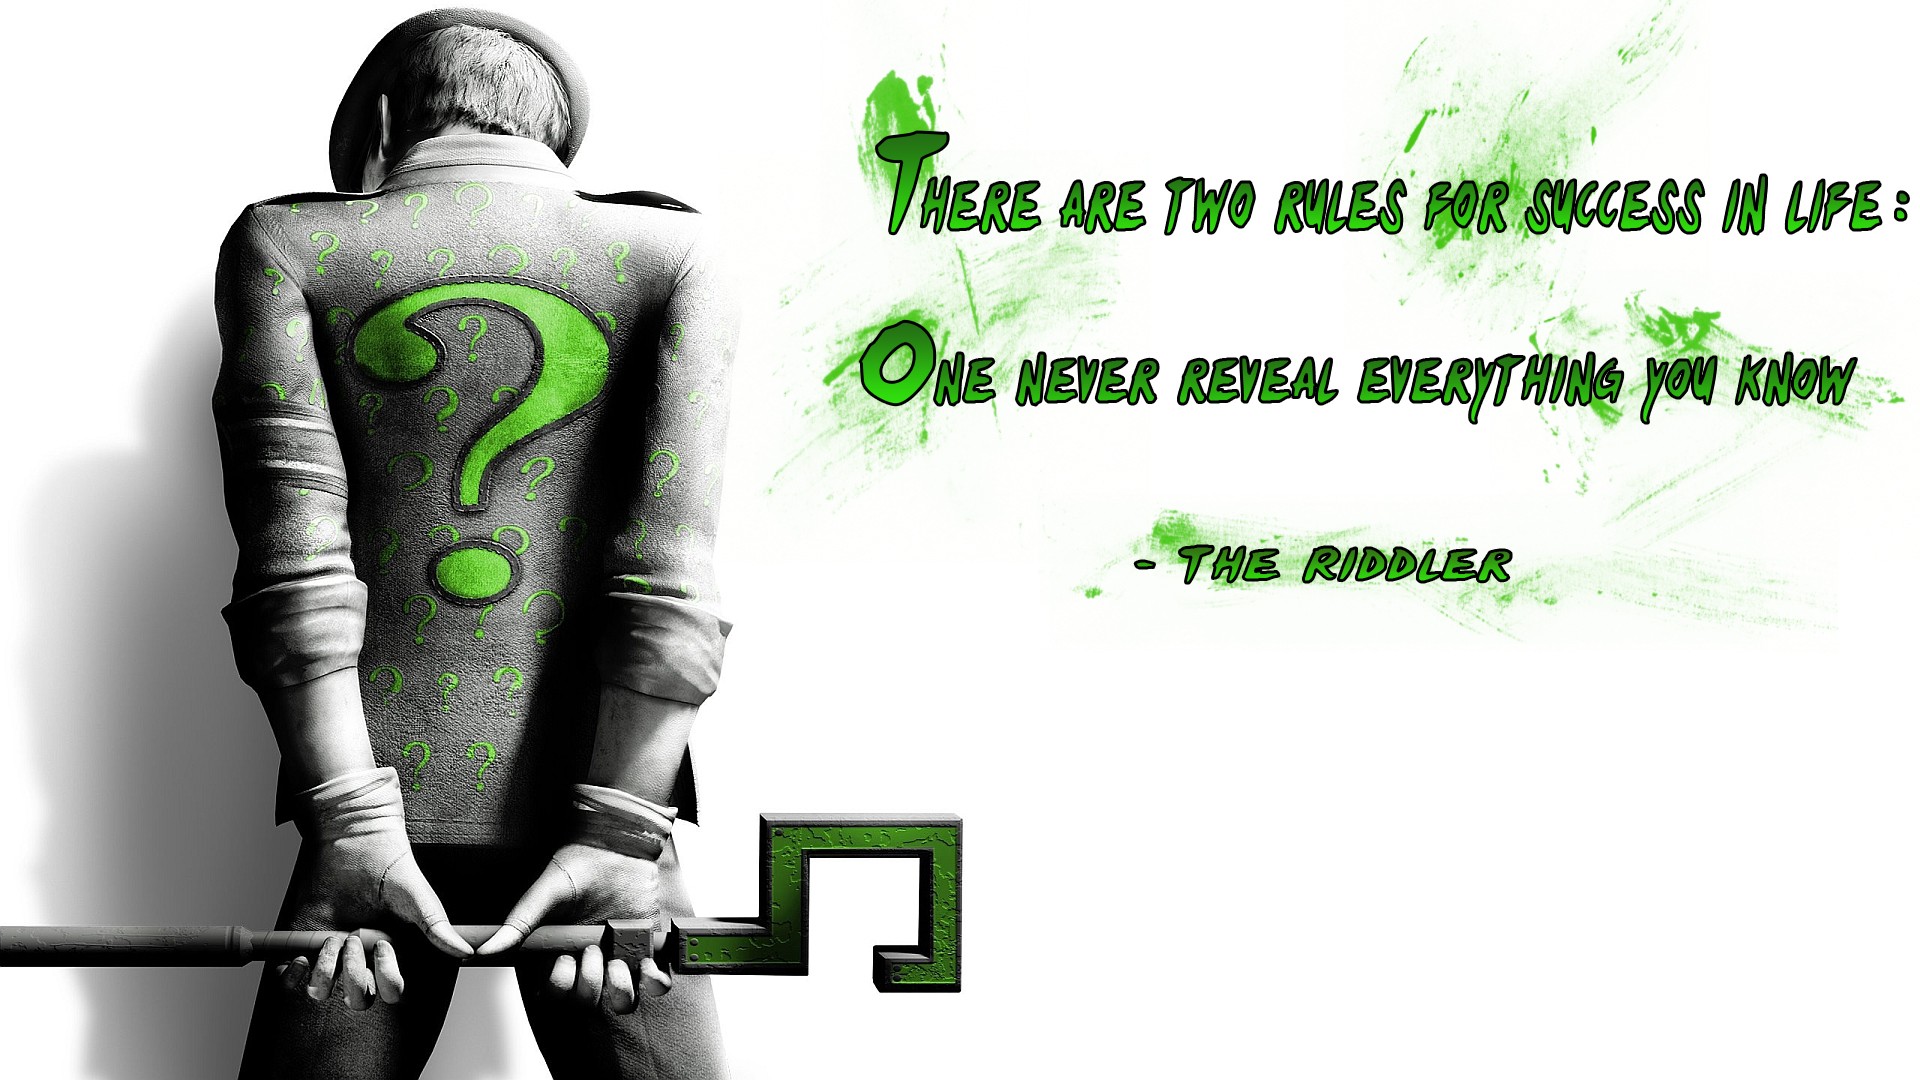 There are two rules for success in life:
One never reveal everything you know
- The Riddler